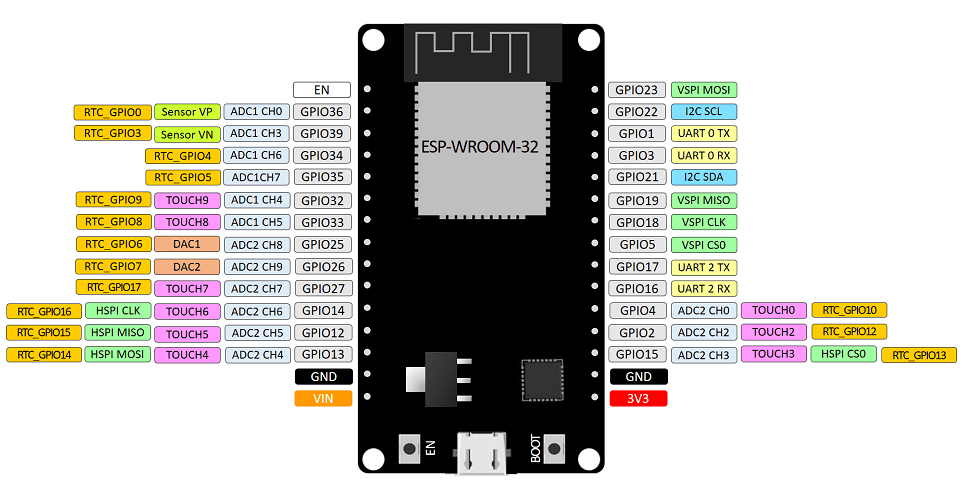 EN
GPIO23 VSPI MOSI
RTC_GPIO0 Sensor VP ADC1 CH0 GPIO36
GPIO22 I2C SCL
RTC_GPIO3 Sensor VN ADC1 CH3 GPIO39
GPIO1 UART 0 TX
ESP-WROOM-32
RTC_GPIO4 ADC1 CH6 GPIO34
GPIO3 UART 0 RX
RTC_GPIO5 ADC1CH7 GPIO35
GPIO21 I2C SDA
RTC_GPIO9 TOUCH9 ADC1 CH4 GPIO32
GPIO19 VSPI MISO
RTC_GPIO8 TOUCH8 ADC1 CH5 GPIO33
GPIO18 VSPI CLK
RTC_GPIO6 DAC1 ADC2 CH8 GPIO25
GPIO5 VSPI CS0
RTC_GPIO7 DAC2 ADC2 CH9 GPIO26
GPIO17 UART 2 TX
RTC_GPIO17 TOUCH7 ADC2 CH7 GPIO27
GPIO16 UART 2 RX
RTC_GPIO16 HSPI CLK TOUCH6 ADC2 CH6 GPIO14
GPIO4 ADC2 CH0 TOUCH0 RTC_GPIO10
RTC_GPIO15 HSPI MISO TOUCH5 ADC2 CH5 GPIO12
GPIO2 ADC2 CH2 TOUCH2 RTC_GPIO12
RTC_GPIO14 HSPI MOSI TOUCH4 ADC2 CH4 GPIO13
GPIO15 ADC2 CH3 TOUCH3 HSPI CS0 RTC_GPIO13
GND
GND
VIN
3V3
EN
BOOT